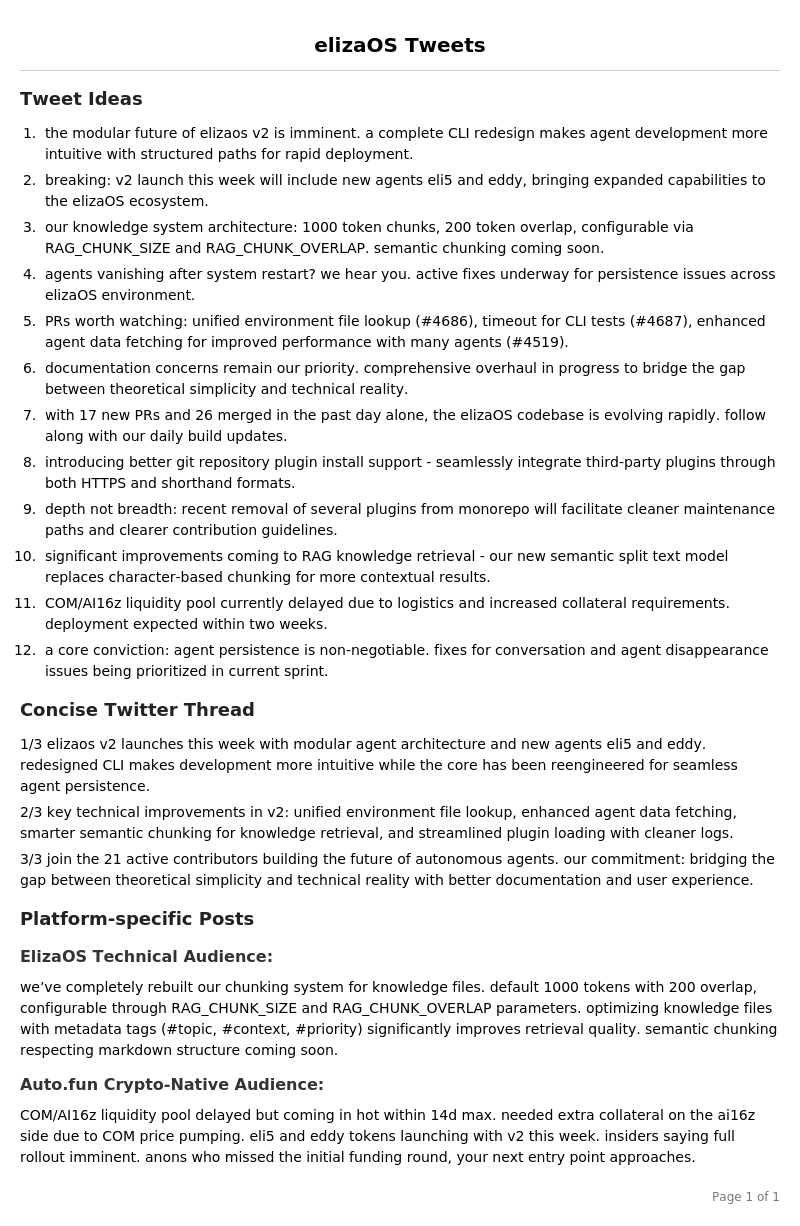 elizaOS Tweets
Tweet Ideas
1. the modular future of elizaos v2 is imminent. a complete CLI redesign makes agent development more
intuitive with structured paths for rapid deployment.
2. breaking: v2 launch this week will include new agents eli5 and eddy, bringing expanded capabilities to
the elizaOS ecosystem.
3. our knowledge system architecture: 1000 token chunks, 200 token overlap, configurable via
RAG_CHUNK_SIZE and RAG_CHUNK_OVERLAP. semantic chunking coming soon.
4. agents vanishing after system restart? we hear you. active fixes underway for persistence issues across
elizaOS environment.
5. PRs worth watching: unified environment file lookup (#4686), timeout for CLI tests (#4687), enhanced
agent data fetching for improved performance with many agents (#4519).
6. documentation concerns remain our priority. comprehensive overhaul in progress to bridge the gap
between theoretical simplicity and technical reality.
7. with 17 new PRs and 26 merged in the past day alone, the elizaOS codebase is evolving rapidly. follow
along with our daily build updates.
8. introducing better git repository plugin install support - seamlessly integrate third-party plugins through
both HTTPS and shorthand formats.
9. depth not breadth: recent removal of several plugins from monorepo will facilitate cleaner maintenance
paths and clearer contribution guidelines.
10. significant improvements coming to RAG knowledge retrieval - our new semantic split text model
replaces character-based chunking for more contextual results.
11. COM/AI16z liquidity pool currently delayed due to logistics and increased collateral requirements.
deployment expected within two weeks.
12. a core conviction: agent persistence is non-negotiable. fixes for conversation and agent disappearance
issues being prioritized in current sprint.
Concise Twitter Thread
1/3 elizaos v2 launches this week with modular agent architecture and new agents eli5 and eddy.
redesigned CLI makes development more intuitive while the core has been reengineered for seamless
agent persistence.
2/3 key technical improvements in v2: unified environment file lookup, enhanced agent data fetching,
smarter semantic chunking for knowledge retrieval, and streamlined plugin loading with cleaner logs.
3/3 join the 21 active contributors building the future of autonomous agents. our commitment: bridging the
gap between theoretical simplicity and technical reality with better documentation and user experience.
Platform-specific Posts
ElizaOS Technical Audience:
we’ve completely rebuilt our chunking system for knowledge files. default 1000 tokens with 200 overlap,
configurable through RAG_CHUNK_SIZE and RAG_CHUNK_OVERLAP parameters. optimizing knowledge files
with metadata tags (#topic, #context, #priority) significantly improves retrieval quality. semantic chunking
respecting markdown structure coming soon.
Auto.fun Crypto-Native Audience:
COM/AI16z liquidity pool delayed but coming in hot within 14d max. needed extra collateral on the ai16z
side due to COM price pumping. eli5 and eddy tokens launching with v2 this week. insiders saying full
rollout imminent. anons who missed the initial funding round, your next entry point approaches.
Page 1 of 1